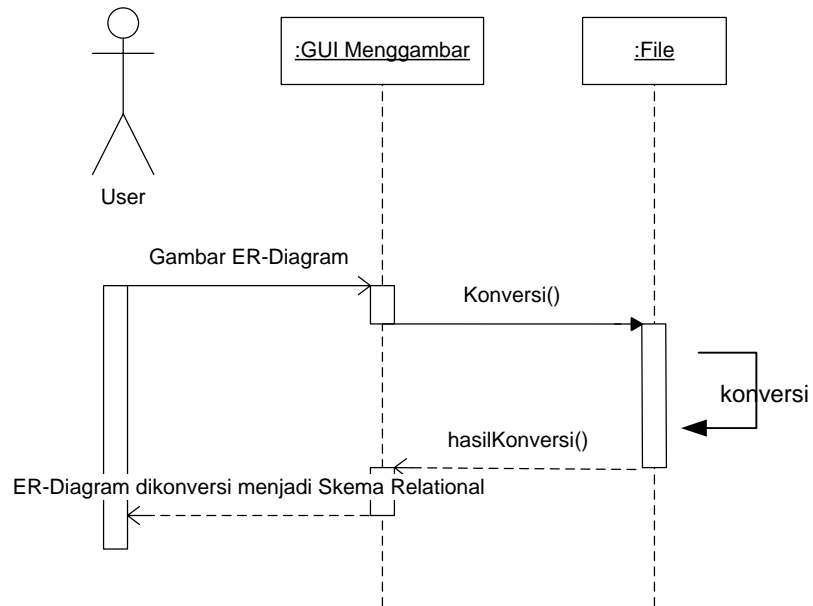 :GUI Menggambar
:File
User
Gambar ER-Diagram
Konversi()
konversi
hasilKonversi()
ER-Diagram dikonversi menjadi Skema Relational